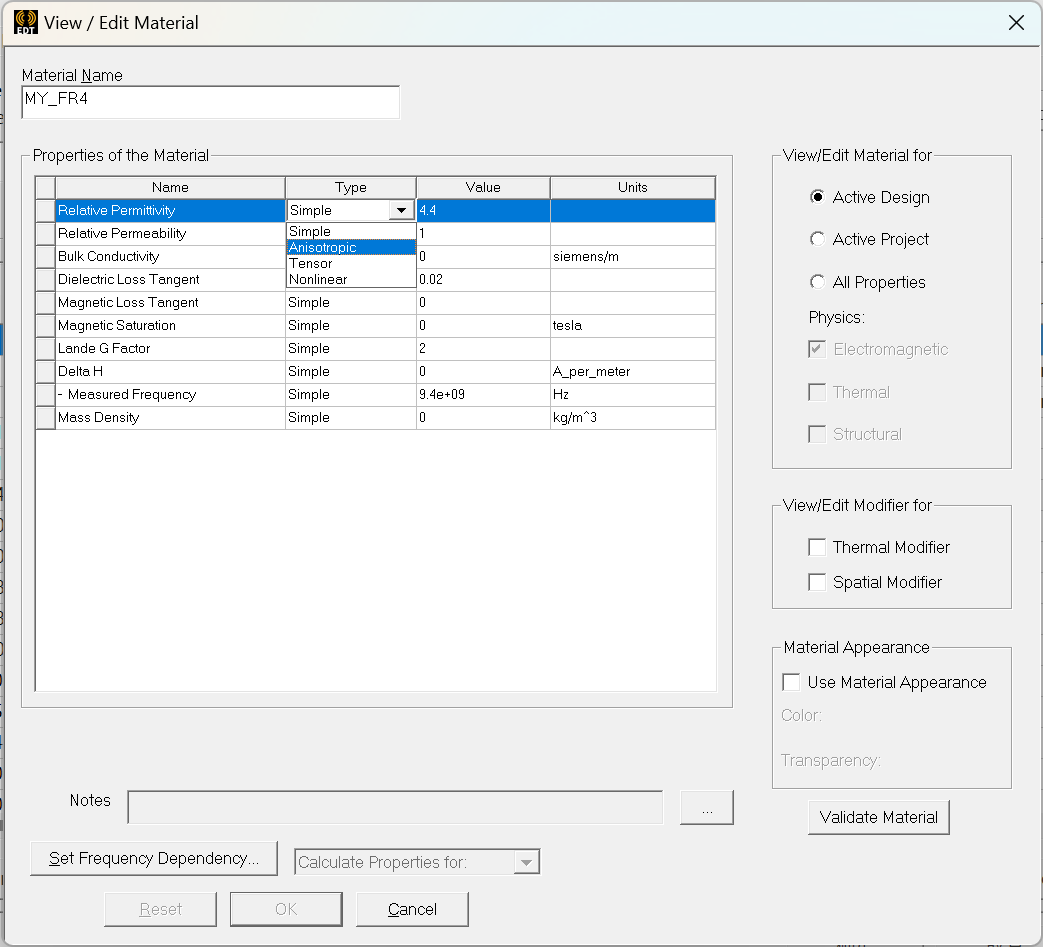 EDT View / Edit Material
Material Name
MY_FR4
Properties of the Material
Name Type Value Units
Relative Permittivity Simple 4.4
Relative Permeability Simple 1
Bulk Conductivity Anisotropic 0 siemens/m
Tensor
Dielectric Loss Tangent Nonlinear 0.02
Magnetic Loss Tangent Simple 0
Magnetic Saturation Simple 0 tesla
Lande G Factor Simple 2
Delta H Simple 0 A_per_meter
- Measured Frequency Simple 9.4e+09 Hz
Mass Density Simple 0 kg/m^3
View/Edit Material for
Active Design
Active Project
All Properties
Physics:
Electromagnetic
Thermal
Structural
View/Edit Modifier for
Thermal Modifier
Spatial Modifier
Material Appearance
Use Material Appearance
Color:
Transparency:
Notes ...
Validate Material
Set Frequency Dependency... Calculate Properties for:
Reset OK Cancel